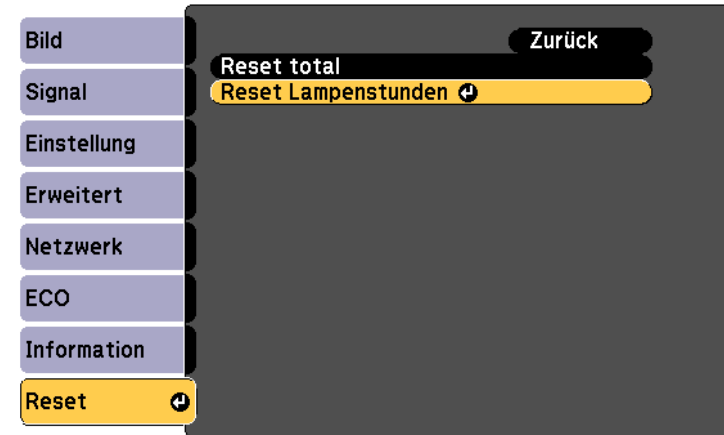 Bild
Signal
Einstellung
Erweitert
Netzwerk
ECO
Information
Reset
Zurück
Reset total
Reset Lampenstunden